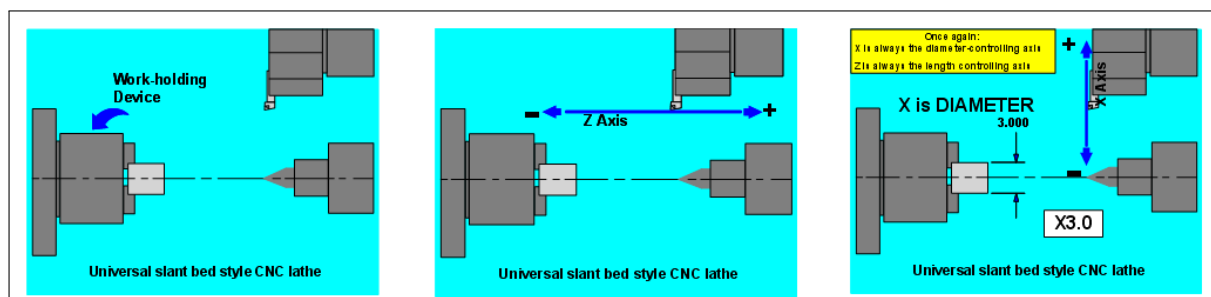 Work-holding
Device
Universal slant bed style CNC lathe
-
+
Z Axis
Universal slant bed style CNC lathe
Once again:
X is always the diameter-controlling axis
Z is always the length controlling axis
+
X Axis
X is DIAMETER
3.000
-
X3.0
Universal slant bed style CNC lathe